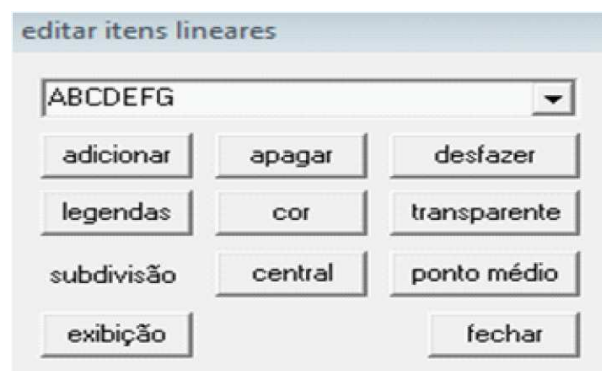 editar itens lineares
ABCDEFG
adicionar apagar desfazer
legendas cor transparente
subdivisão central ponto médio
exibição fechar